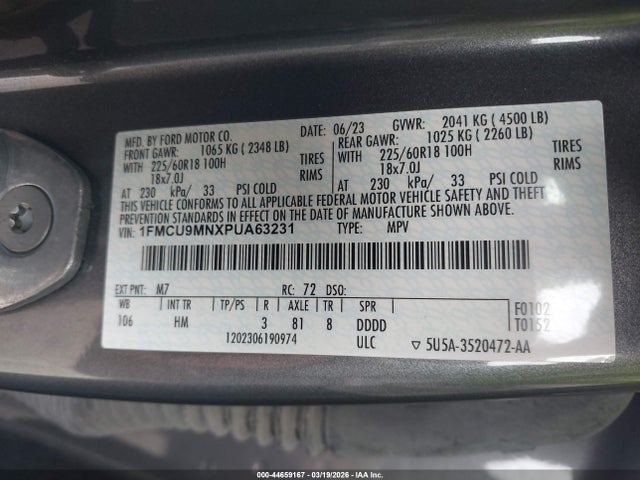 MFD. BY FORD MOTOR CO. DATE: 06/23 GVWR: 2041 KG ( 4500 LB)
FRONT GAWR: 1065 KG ( 2348 LB) REAR GAWR: 1025 KG ( 2260 LB)
WITH 225/60R18 100H TIRES WITH 225/60R18 100H TIRES
18x7.0J RIMS 18x7.0J RIMS
AT 230 kPa/ 33 PSI COLD AT 230 kPa/ 33 PSI COLD
THIS VEHICLE CONFORMS TO ALL APPLICABLE FEDERAL MOTOR VEHICLE SAFETY AND THEFT
PREVENTION STANDARDS IN EFFECT ON THE DATE OF MANUFACTURE SHOWN ABOVE.
VIN: 1FMCU9MNXPUA63231 TYPE: MPV
EXT PNT: M7 RC: 72 DSO:
WB INT TR TP/PS R AXLE TR SPR F0102
106 HM 3 81 8 DDDD T0152
1202306190974 ULC ▽ 5U5A-3520472-AA
000-44659167 - 03/19/2026 - IAA Inc.